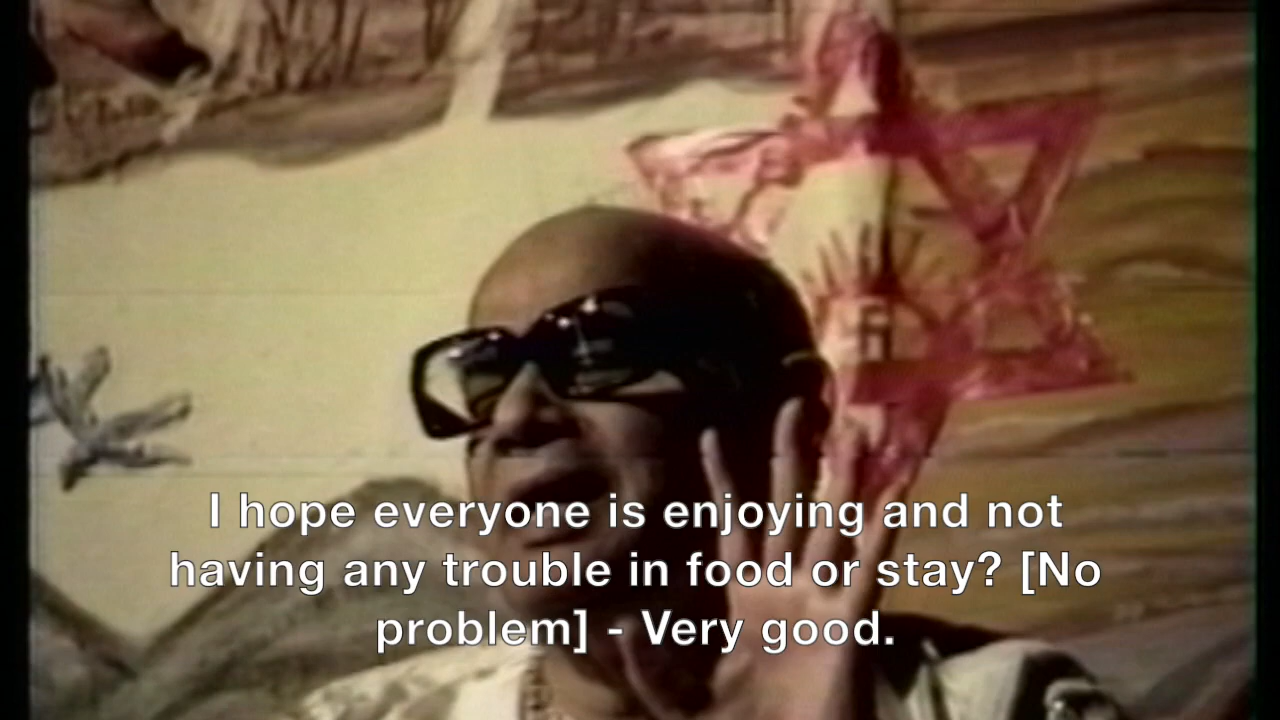 I hope everyone is enjoying and not
having any trouble in food or stay? [No
problem] - Very good.